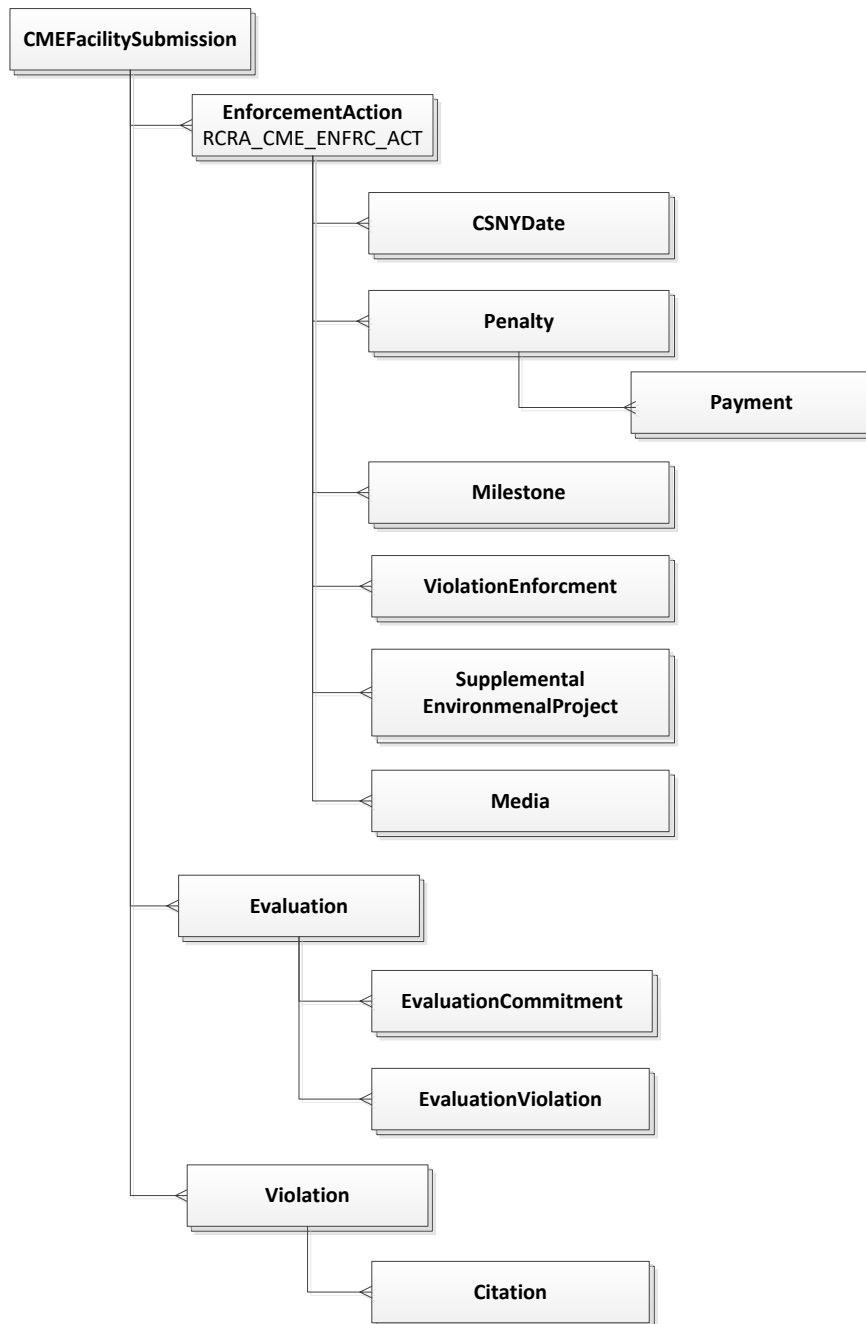 CMEFacilitySubmission
EnforcementAction
RCRA_CME_ENFRC_ACT
CSNYDate
Penalty
Payment
Milestone
ViolationEnforcment
Supplemental
EnvironmenalProject
Media
Evaluation
EvaluationCommitment
EvaluationViolation
Violation
Citation